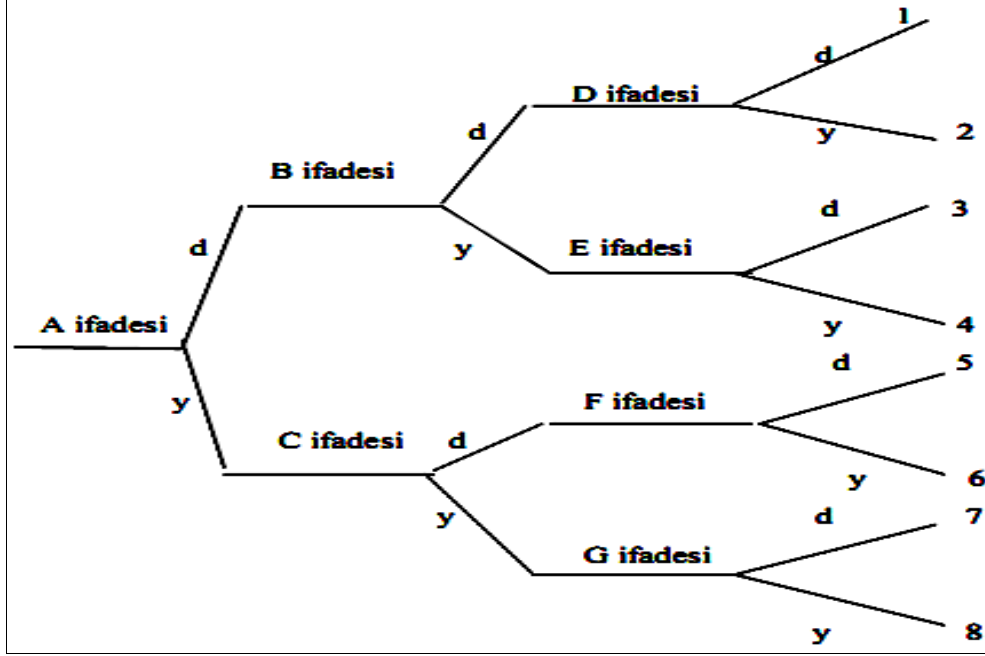 1
d
D ifadesi
d
y
2
B ifadesi
d
3
d
y
E ifadesi
A ifadesi
y
4
d
5
y
F ifadesi
C ifadesi
d
y
6
y
d
7
G ifadesi
y
8